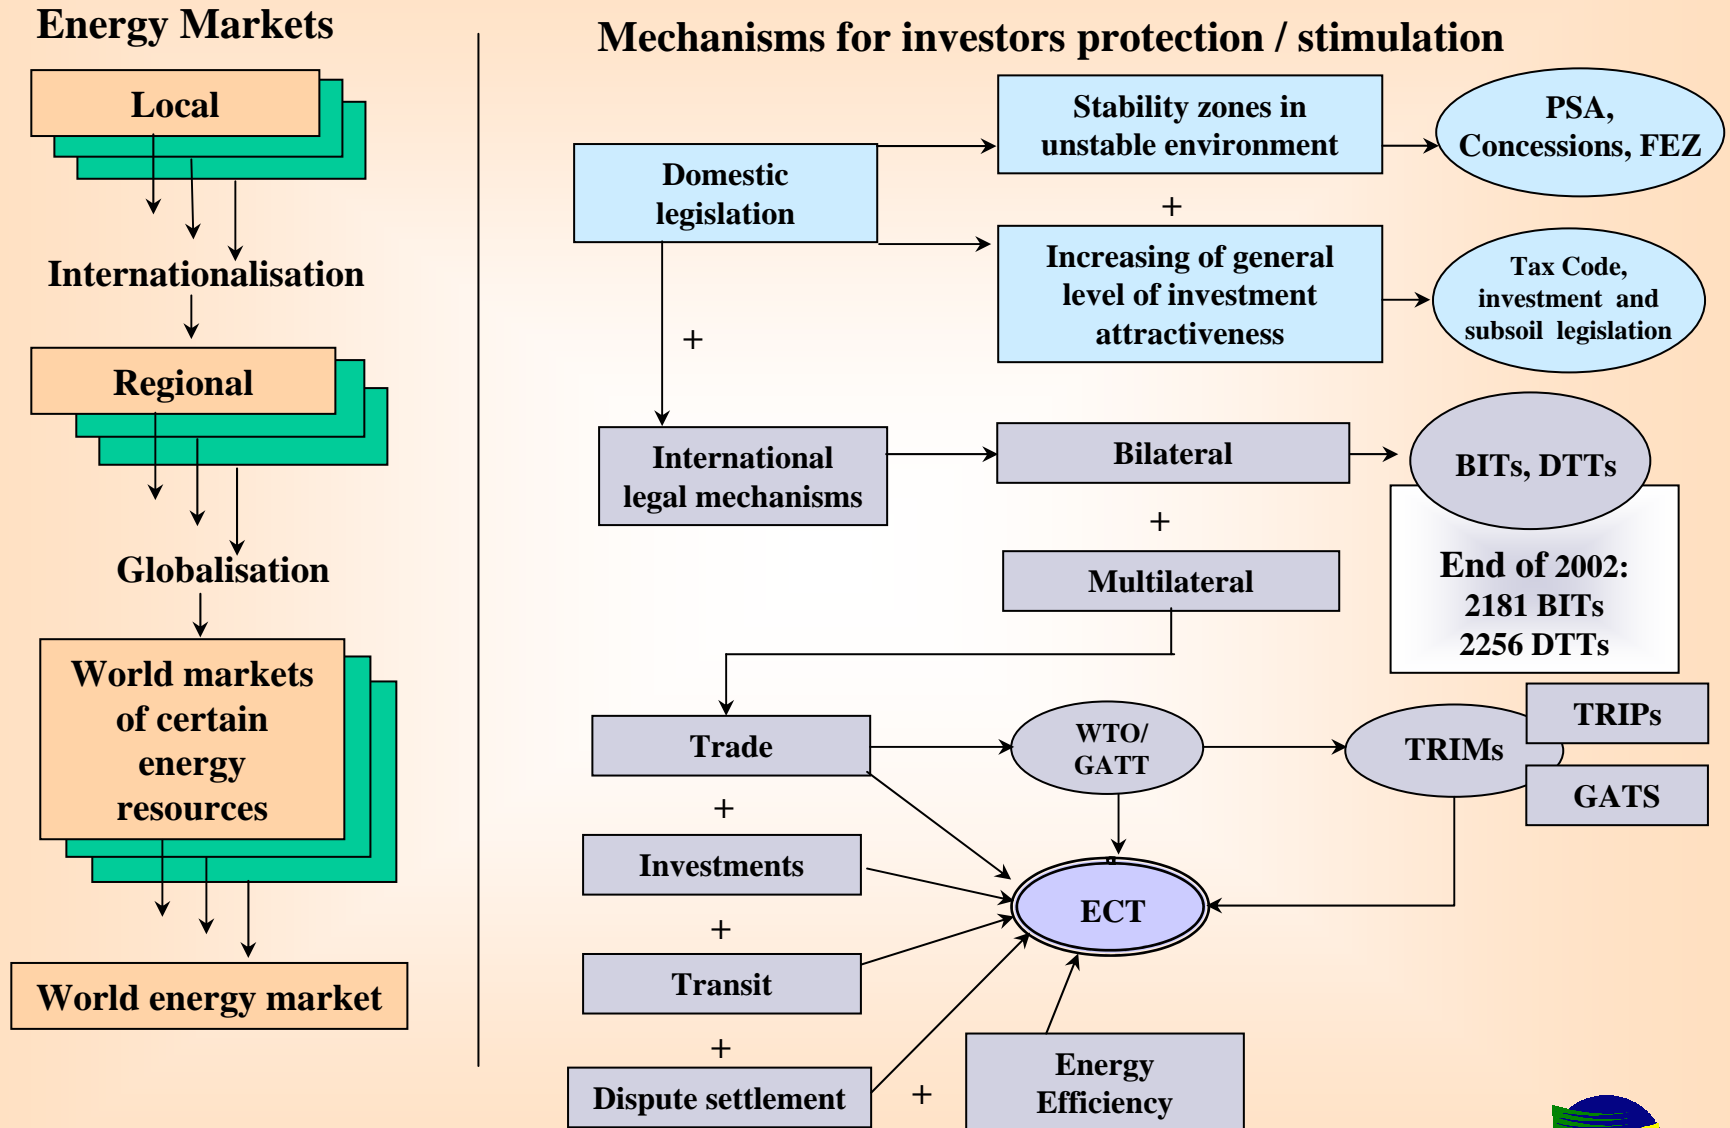 Energy Markets
Local
Internationalisation
Regional
Globalisation
World markets
of certain
energy
resources
World energy market
Mechanisms for investors protection / stimulation
Domestic
legislation
Stability zones in
unstable environment
PSA,
Concessions, FEZ
+
Increasing of general
level of investment
attractiveness
Tax Code,
investment and
subsoil legislation
+
International
legal mechanisms
Bilateral
BITs, DTTs
+
End of 2002:
2181 BITs
2256 DTTs
Multilateral
Trade
WTO/
GATT
TRIMs
TRIPs
GATS
+
Investments
ECT
+
Transit
+
Dispute settlement
+
Energy
Efficiency